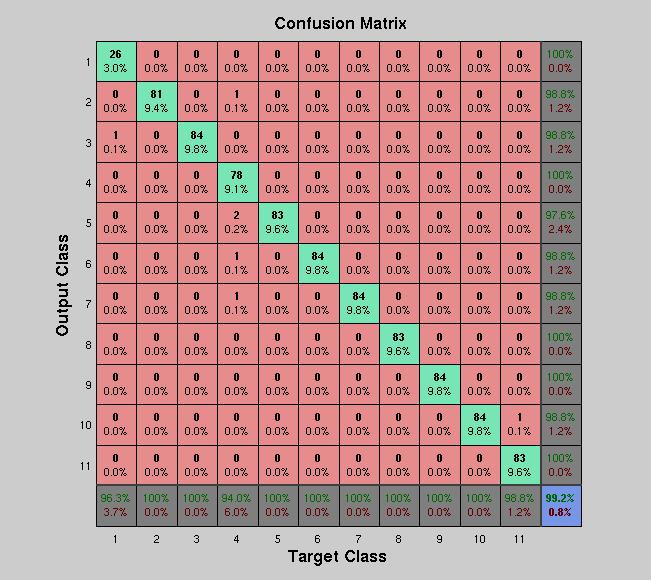 Confusion Matrix
26 0 0 0 0 0 0 0 0 0 0 100%
1 3.0% 0.0% 0.0% 0.0% 0.0% 0.0% 0.0% 0.0% 0.0% 0.0% 0.0% 0.0%
0 81 0 1 0 0 0 0 0 0 0 98.8%
2 0.0% 9.4% 0.0% 0.1% 0.0% 0.0% 0.0% 0.0% 0.0% 0.0% 0.0% 1.2%
1 0 84 0 0 0 0 0 0 0 0 98.8%
3 0.1% 0.0% 9.8% 0.0% 0.0% 0.0% 0.0% 0.0% 0.0% 0.0% 0.0% 1.2%
0 0 0 78 0 0 0 0 0 0 0 100%
4 0.0% 0.0% 0.0% 9.1% 0.0% 0.0% 0.0% 0.0% 0.0% 0.0% 0.0% 0.0%
0 0 0 2 83 0 0 0 0 0 0 97.6%
5 0.0% 0.0% 0.0% 0.2% 9.6% 0.0% 0.0% 0.0% 0.0% 0.0% 0.0% 2.4%
Output Class
0 0 0 1 0 84 0 0 0 0 0 98.8%
6 0.0% 0.0% 0.0% 0.1% 0.0% 9.8% 0.0% 0.0% 0.0% 0.0% 0.0% 1.2%
0 0 0 1 0 0 84 0 0 0 0 98.8%
7 0.0% 0.0% 0.0% 0.1% 0.0% 0.0% 9.8% 0.0% 0.0% 0.0% 0.0% 1.2%
0 0 0 0 0 0 0 83 0 0 0 100%
8 0.0% 0.0% 0.0% 0.0% 0.0% 0.0% 0.0% 9.6% 0.0% 0.0% 0.0% 0.0%
0 0 0 0 0 0 0 0 84 0 0 100%
9 0.0% 0.0% 0.0% 0.0% 0.0% 0.0% 0.0% 0.0% 9.8% 0.0% 0.0% 0.0%
0 0 0 0 0 0 0 0 0 84 1 98.8%
10 0.0% 0.0% 0.0% 0.0% 0.0% 0.0% 0.0% 0.0% 0.0% 9.8% 0.1% 1.2%
0 0 0 0 0 0 0 0 0 0 83 100%
11 0.0% 0.0% 0.0% 0.0% 0.0% 0.0% 0.0% 0.0% 0.0% 0.0% 9.6% 0.0%
96.3% 100% 100% 94.0% 100% 100% 100% 100% 100% 100% 98.8% 99.2%
3.7% 0.0% 0.0% 6.0% 0.0% 0.0% 0.0% 0.0% 0.0% 0.0% 1.2% 0.8%
1 2 3 4 5 6 7 8 9 10 11
Target Class